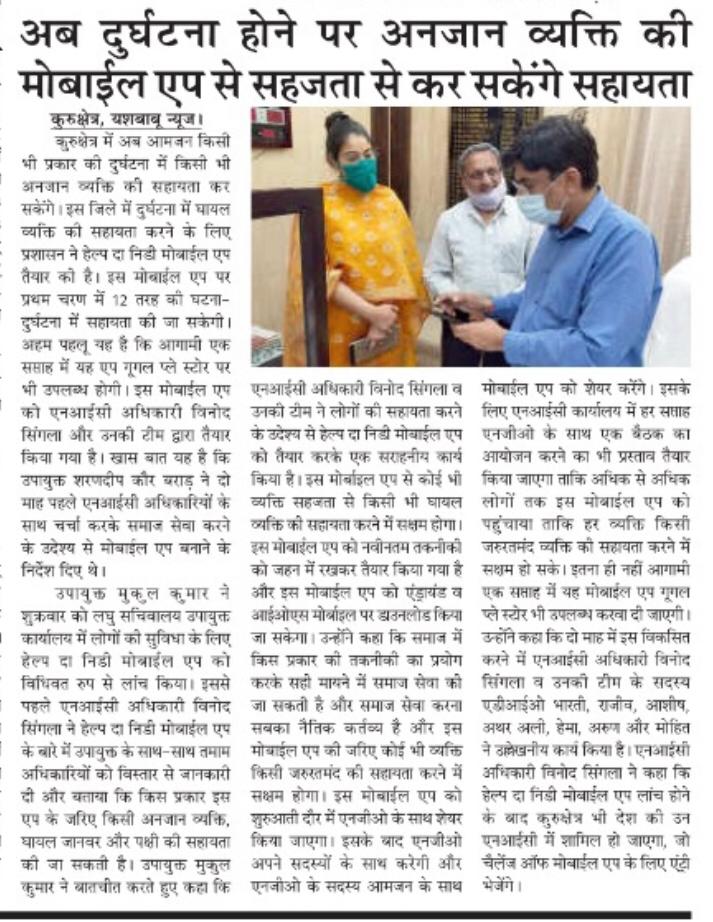 अब दुर्घटना होने पर अनजान व्यक्ति की
मोबाईल एप से सहजता से कर सकेंगे सहायता
कुरुक्षेत्र, यशबाबू न्यूज।
कुरुक्षेत्र में अब आमजन किसी
भी प्रकार की दुर्घटना में किसी भी
अनजान व्यक्ति की सहायता कर
सकेंगे। इस जिले में दुर्घटना में घायल
व्यक्ति की सहायता करने के लिए
प्रशासन ने हेल्प दा निडी मोबाईल एप
तैयार की है। इस मोबाईल एप पर
प्रथम चरण में 12 तरह की घटना-
दुर्घटना में सहायता की जा सकेगी।
अहम पहलू यह है कि आगामी एक
सप्ताह में यह एप गूगल प्ले स्टोर पर
भी उपलब्ध होगी। इस मोबाईल एप
को एनआईसी अधिकारी विनोद
सिंगला और उनकी टीम द्वारा तैयार
किया गया है। खास बात यह है कि
उपायुक्त शरणदीप कौर बराड़ ने दो
माह पहले एनआईसी अधिकारियों के
साथ चर्चा करके समाज सेवा करने
के उदेश्य से मोबाईल एप बनाने के
निर्देश दिए थे।
उपायुक्त मुकुल कुमार ने
शुक्रवार को लघु सचिवालय उपायुक्त
कार्यालय में लोगों की सुविधा के लिए
हेल्प दा निडी मोबाईल एप को
विधिवत रुप से लांच किया। इससे
पहले एनआईसी अधिकारी विनोद
सिंगला ने हेल्प दा निडी मोबाईल एप
के बारे में उपायुक्त के साथ-साथ तमाम
अधिकारियों को विस्तार से जानकारी
दी और बताया कि किस प्रकार इस
एप के जरिए किसी अनजान व्यक्ति,
घायल जानवर और पक्षी की सहायता
की जा सकती है। उपायुक्त मुकुल
कुमार ने बातचीत करते हुए कहा कि
एनआईसी अधिकारी विनोद सिंगला व
उनकी टीम ने लोगों की सहायता करने
के उदेश्य से हेल्प दा निडी मोबाईल एप
को तैयार करके एक सराहनीय कार्य
किया है। इस मोबाईल एप से कोई भी
व्यक्ति सहजता से किसी भी घायल
व्यक्ति की सहायता करने में सक्षम होगा।
इस मोबाईल एप को नवीनतम तकनीकी
को जहन में रखकर तैयार किया गया है
और इस मोबाईल एप को एंड्रायंड व
आईओएस मोबाईल पर डाउनलोड किया
जा सकेगा। उन्होंने कहा कि समाज में
किस प्रकार की तकनीकी का प्रयोग
करके सही मायने में समाज सेवा की
जा सकती है और समाज सेवा करना
सबका नैतिक कर्तव्य है और इस
मोबाईल एप की जरिए कोई भी व्यक्ति
किसी जरुरतमंद की सहायता करने में
सक्षम होगा। इस मोबाईल एप को
शुरुआती दौर में एनजीओ के साथ शेयर
किया जाएगा। इसके बाद एनजीओ
अपने सदस्यों के साथ करेगी और
एनजीओ के सदस्य आमजन के साथ
मोबाईल एप को शेयर करेंगे। इसके
लिए एनआईसी कार्यालय में हर सप्ताह
एनजीओ के साथ एक बैठक का
आयोजन करने का भी प्रस्ताव तैयार
किया जाएगा ताकि अधिक से अधिक
लोगों तक इस मोबाईल एप को
पहुंचाया ताकि हर व्यक्ति किसी
जरुरतमंद व्यक्ति की सहायता करने में
सक्षम हो सके। इतना ही नहीं आगामी
एक सप्ताह में यह मोबाईल एप गूगल
प्ले स्टोर भी उपलब्ध करवा दी जाएगी।
उन्होंने कहा कि दो माह में इस विकसित
करने में एनआईसी अधिकारी विनोद
सिंगला व उनकी टीम के सदस्य
एडीआईओ भारती, राजीव, आशीष,
अथर अली, हेमा, अरुण और मोहित
ने उल्लेखनीय कार्य किया है। एनआईसी
अधिकारी विनोद सिंगला ने कहा कि
हेल्प दा निडी मोबाईल एप लांच होने
के बाद कुरुक्षेत्र भी देश की उन
एनआईसी में शामिल हो जाएगा, जो
चैलेंज ऑफ मोबाईल एप के लिए एंट्री
भेजेंगे।